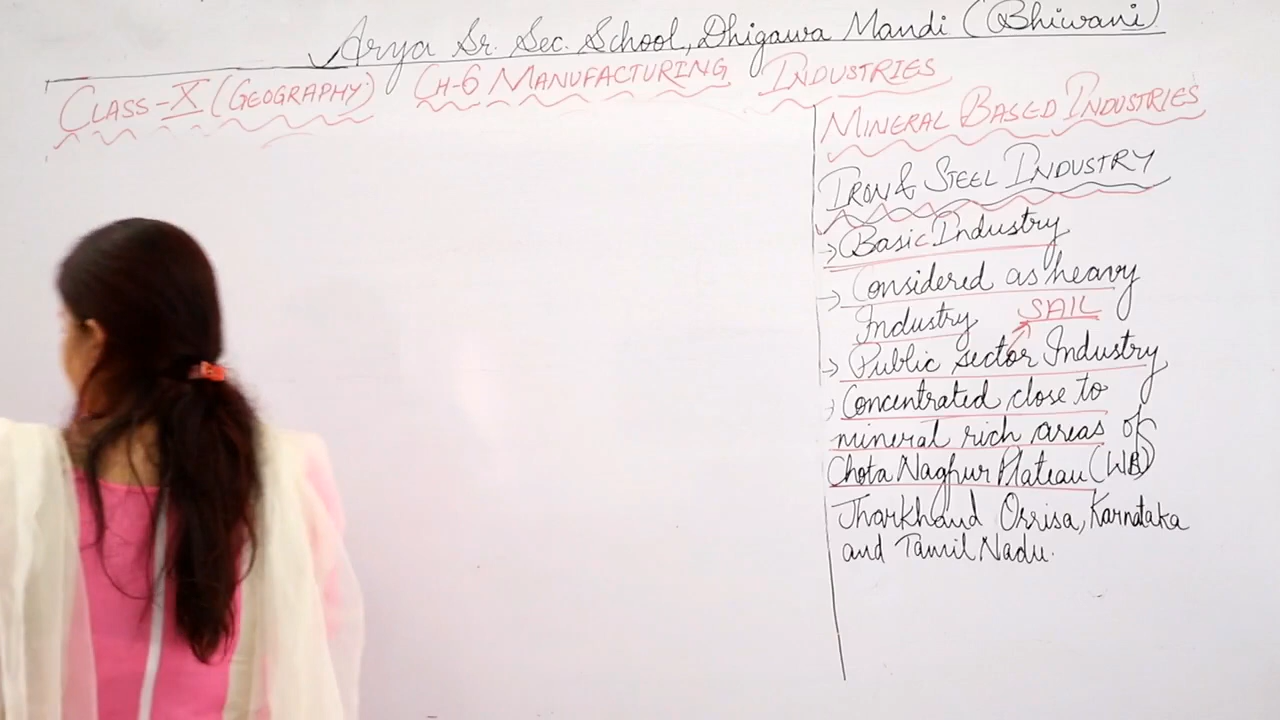 Arya Sr. Sec. School, Dhigawa Mandi (Bhiwani)
CLASS-X (GEOGRAPHY) CH-6 MANUFACTURING INDUSTRIES
MINERAL BASED INDUSTRIES
IRON & STEEL INDUSTRY
→ Basic Industry
→ Considered as heavy
Industry SAIL
→ Public sector Industry
→ Concentrated close to
mineral rich areas of
Chota Nagpur Plateau (WB)
Jharkhand Orrisa, Karnataka
and Tamil Nadu.